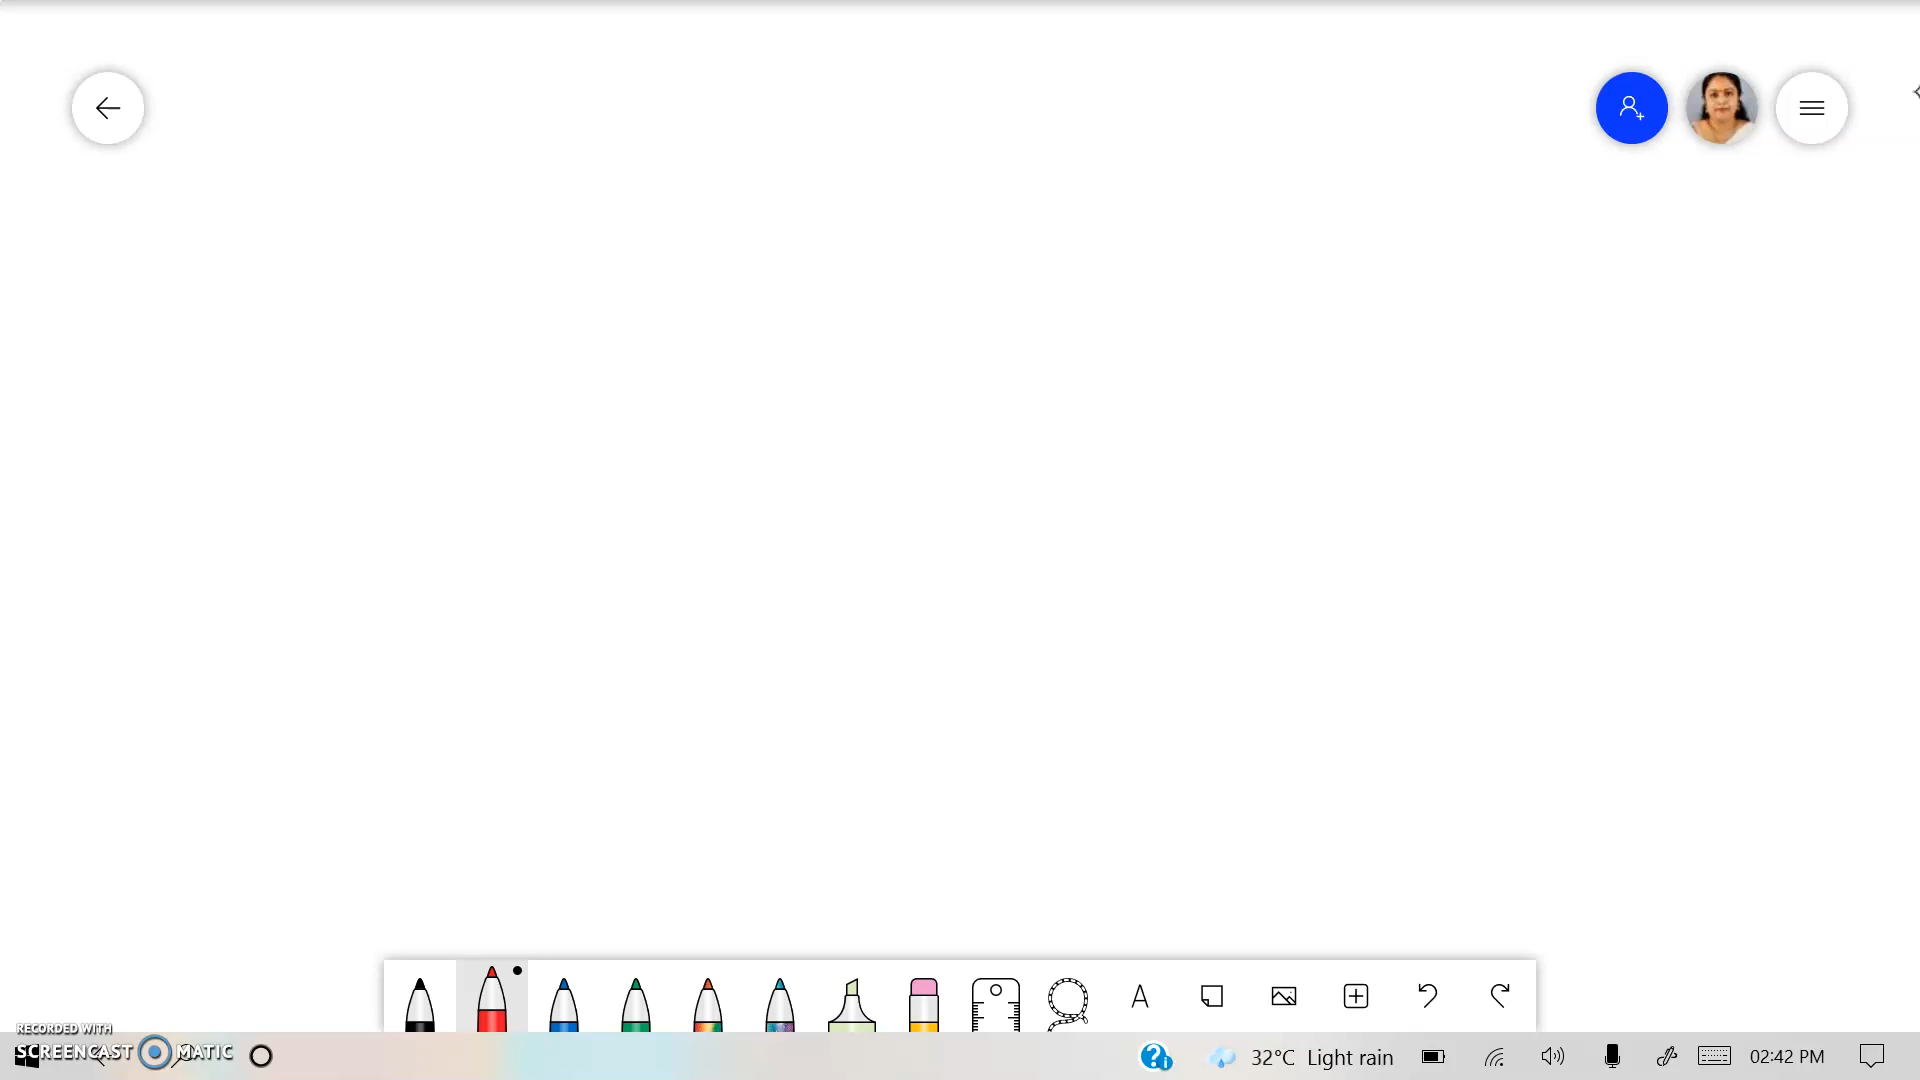 A
RECORDED WITH
SCREENCAST MATIC
32°C Light rain
02:42 PM